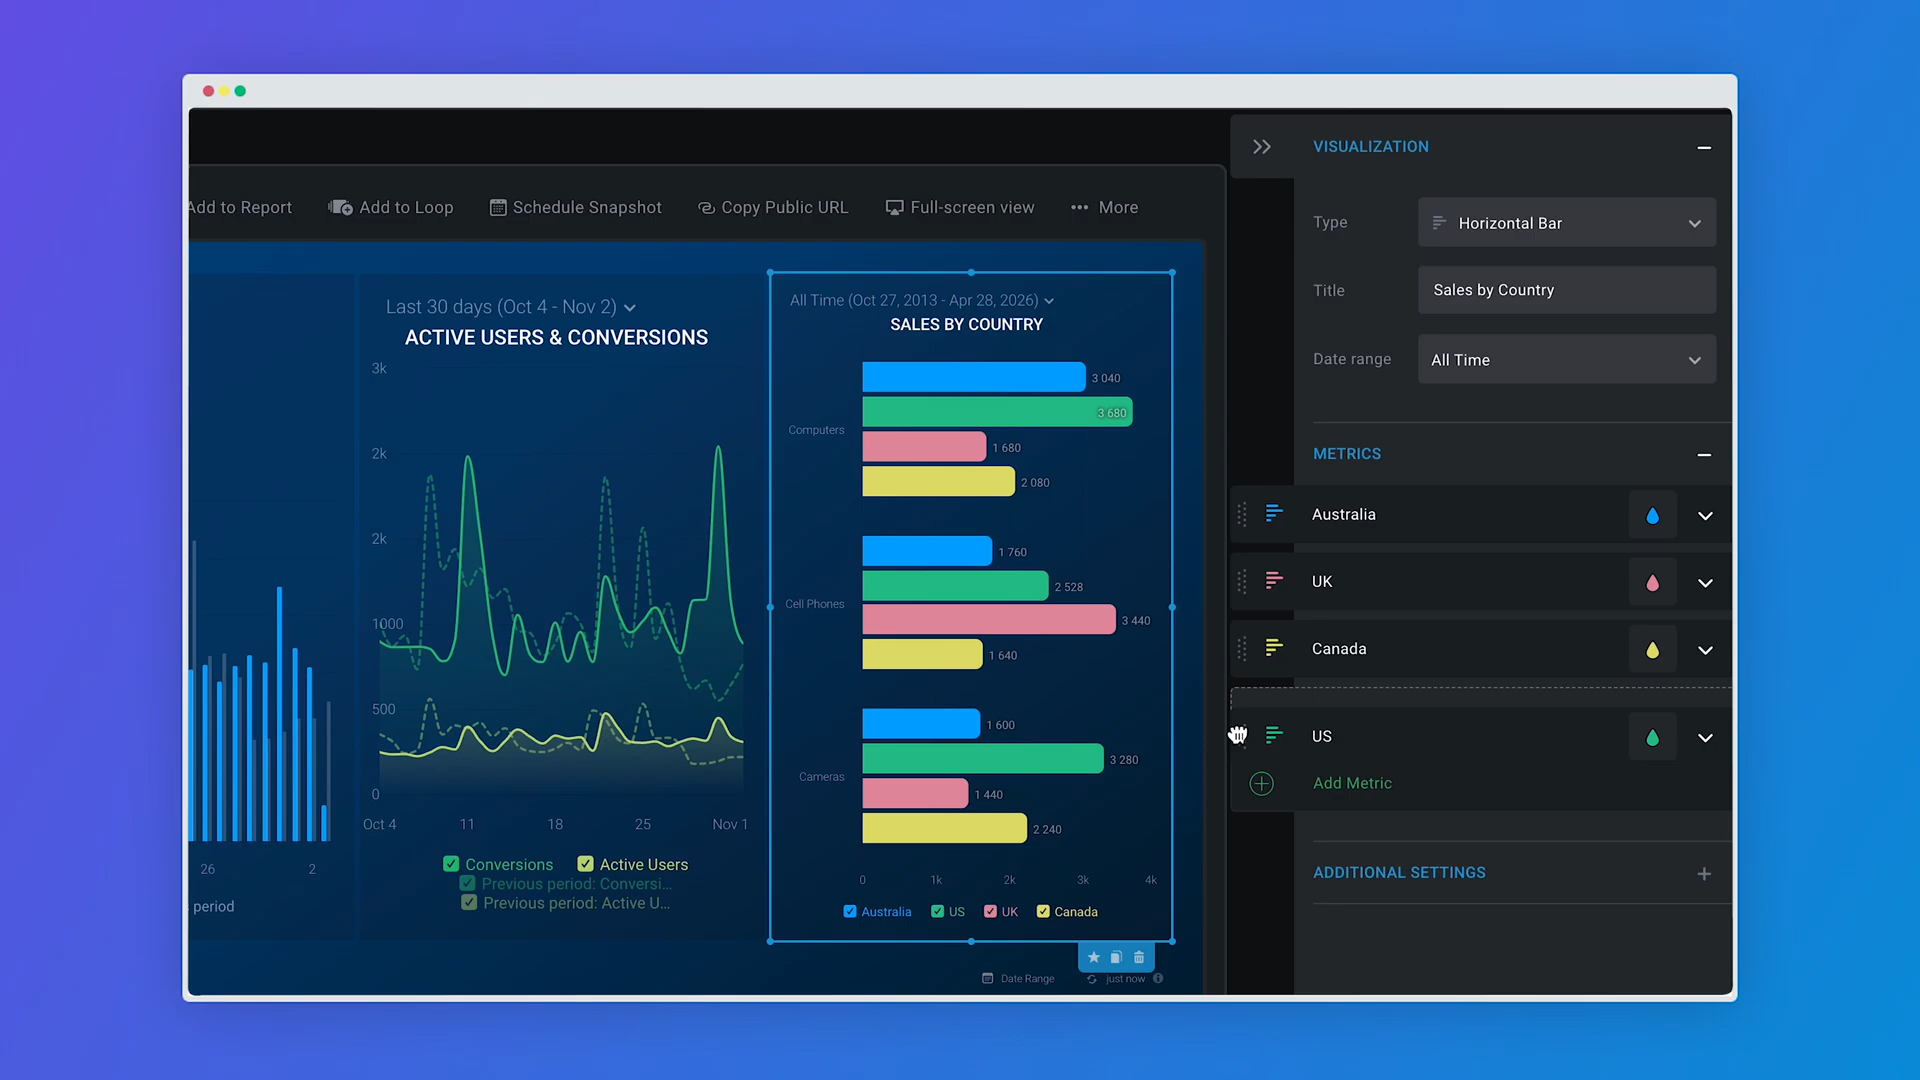 Add to Report
Add to Loop
Schedule Snapshot
Copy Public URL
Full-screen view
More
26
2
period
Last 30 days (Oct 4 - Nov 2)
ACTIVE USERS & CONVERSIONS
3k
2k
2k
1000
500
0
Oct 4
11
18
25
Nov 1
Conversions
Active Users
Previous period: Conversi...
Previous period: Active U...
All Time (Oct 27, 2013 - Apr 28, 2026)
SALES BY COUNTRY
3 040
3 680
Computers
1 680
2 080
1 760
2 528
Cell Phones
3 440
1 640
1 600
3 280
Cameras
1 440
2 240
0
1k
2k
3k
4k
Australia
US
UK
Canada
Date Range
just now
VISUALIZATION
Type
Horizontal Bar
Title
Sales by Country
Date range
All Time
METRICS
Australia
UK
Canada
US
Add Metric
ADDITIONAL SETTINGS